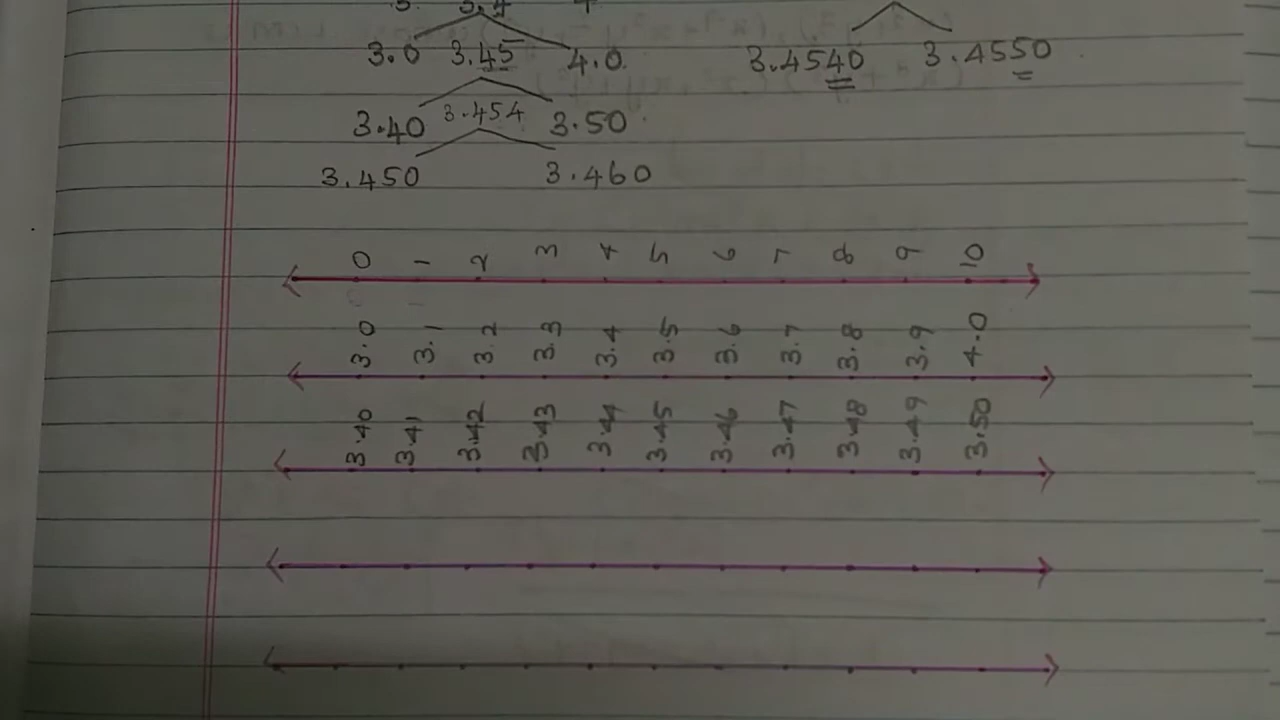 3.0 3.45 4.0 3.4540 3.4550
3.40 3.454 3.50
3.450 3.460
0 1 2 3 4 5 6 7 8 9 10
3.0 3.1 3.2 3.3 3.4 3.5 3.6 3.7 3.8 3.9 4.0
3.40 3.41 3.42 3.43 3.44 3.45 3.46 3.47 3.48 3.49 3.50